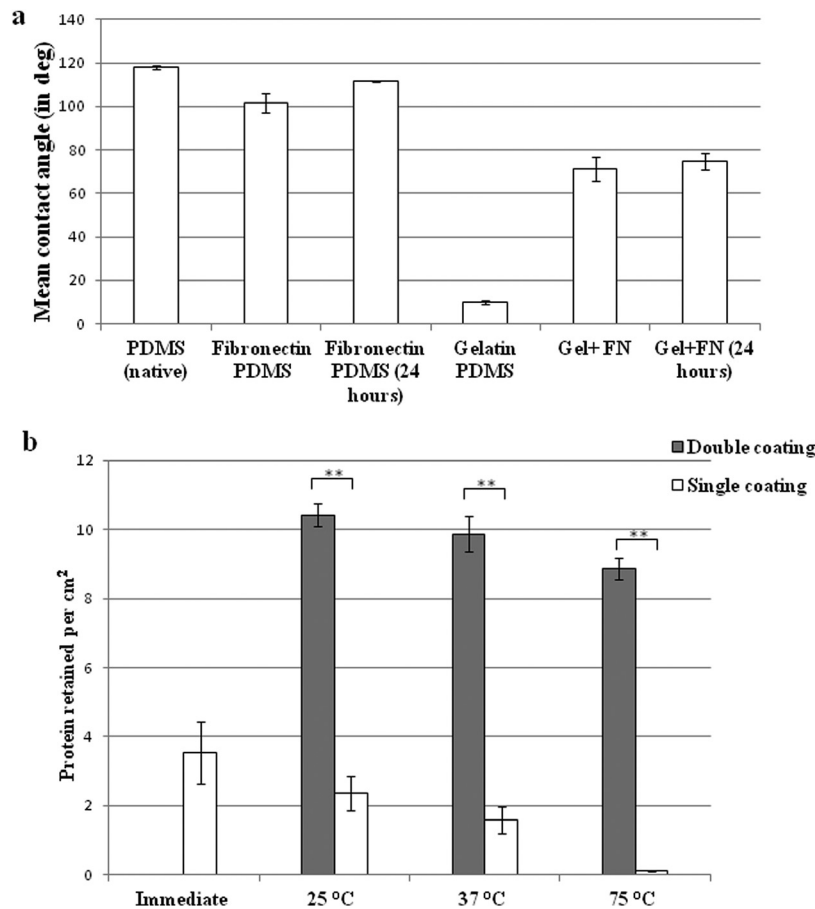 a
Mean contact angle (in deg)
140
120
100
80
60
40
20
0
PDMS
(native)
Fibronectin
PDMS
Fibronectin
PDMS (24
hours)
Gelatin
PDMS
Gel+ FN
Gel+FN (24
hours)
b
Double coating
Single coating
Protein retained per cm²
12
10
8
6
4
2
0
**
**
**
Immediate
25 °C
37 °C
75 °C